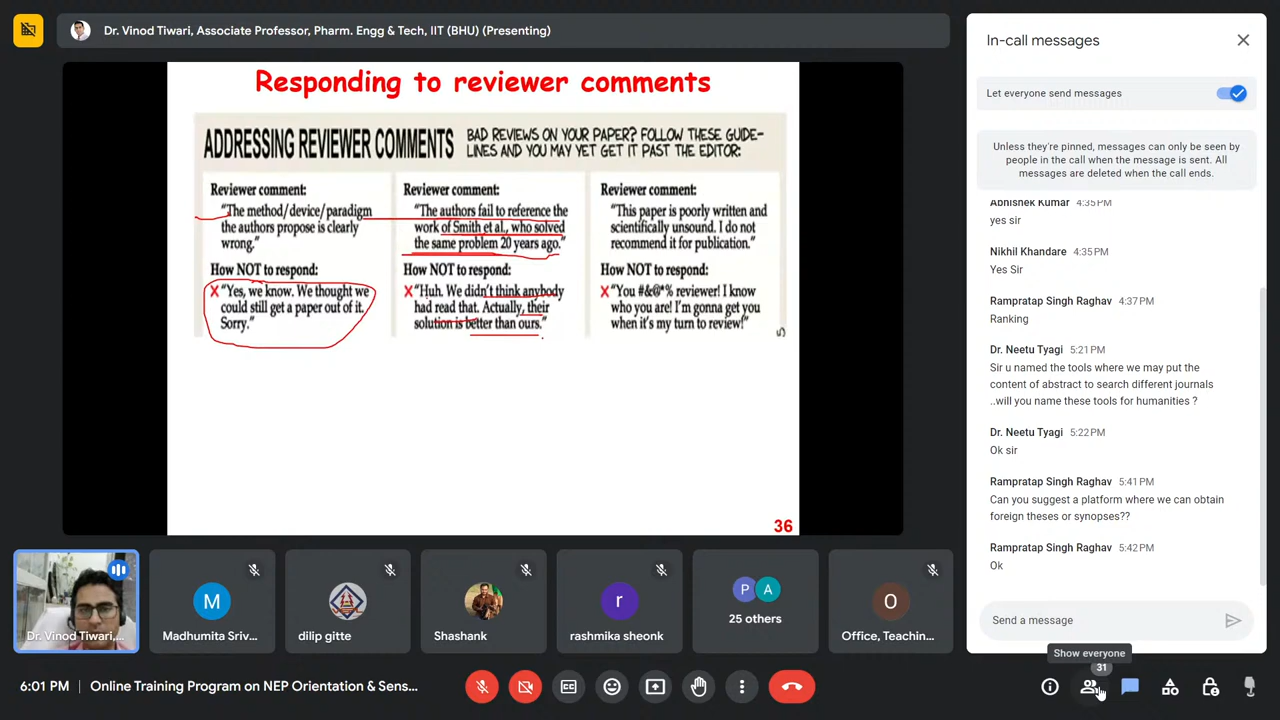 Dr. Vinod Tiwari, Associate Professor, Pharm. Engg & Tech, IIT (BHU) (Presenting)
Responding to reviewer comments
ADDRESSING REVIEWER COMMENTS
BAD REVIEWS ON YOUR PAPER? FOLLOW THESE GUIDE-
LINES AND YOU MAY YET GET IT PAST THE EDITOR:
Reviewer comment:
"The method/device/paradigm
the authors propose is clearly
wrong."
How NOT to respond:
X "Yes, we know. We thought we
could still get a paper out of it.
Sorry."
Reviewer comment:
"The authors fail to reference the
work of Smith et al., who solved
the same problem 20 years ago."
How NOT to respond:
X "Huh. We didn't think anybody
had read that. Actually, their
solution is better than ours."
Reviewer comment:
"This paper is poorly written and
scientifically unsound. I do not
recommend it for publication."
How NOT to respond:
X "You #&@*% reviewer! I know
who you are! I'm gonna get you
when it's my turn to review!"
5
36
Dr. Vinod Tiwari,...
M
Madhumita Sriv...
dilip gitte
Shashank
r
rashmika sheonk
P A
25 others
O
Office, Teachin...
6:01 PM | Online Training Program on NEP Orientation & Sens...
In-call messages
Let everyone send messages
Unless they're pinned, messages can only be seen by
people in the call when the message is sent. All
messages are deleted when the call ends.
Abhishek Kumar 4:35 PM
yes sir
Nikhil Khandare 4:35 PM
Yes Sir
Rampratap Singh Raghav 4:37 PM
Ranking
Dr. Neetu Tyagi 5:21 PM
Sir u named the tools where we may put the
content of abstract to search different journals
..will you name these tools for humanities ?
Dr. Neetu Tyagi 5:22 PM
Ok sir
Rampratap Singh Raghav 5:41 PM
Can you suggest a platform where we can obtain
foreign theses or synopses??
Rampratap Singh Raghav 5:42 PM
Ok
Send a message
Show everyone
31